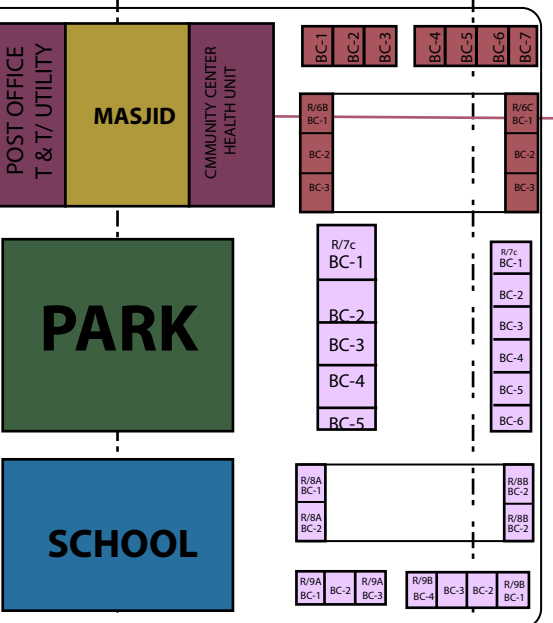 POST OFFICE
T & T/ UTILITY
MASJID
CMMUNITY CENTER
HEALTH UNIT
BC-1
BC-2
BC-3
BC-4
BC-5
BC-6
BC-7
R/6B
BC-1
BC-2
BC-3
R/6C
BC-1
BC-2
BC-3
PARK
R/7c
BC-1
BC-2
BC-3
BC-4
BC-5
R/7c
BC-1
BC-2
BC-3
BC-4
BC-5
BC-6
SCHOOL
R/8A
BC-1
R/8A
BC-2
R/8B
BC-2
R/8B
BC-2
R/9A
BC-1
BC-2
R/9A
BC-3
R/9B
BC-4
BC-3
BC-2
R/9B
BC-1